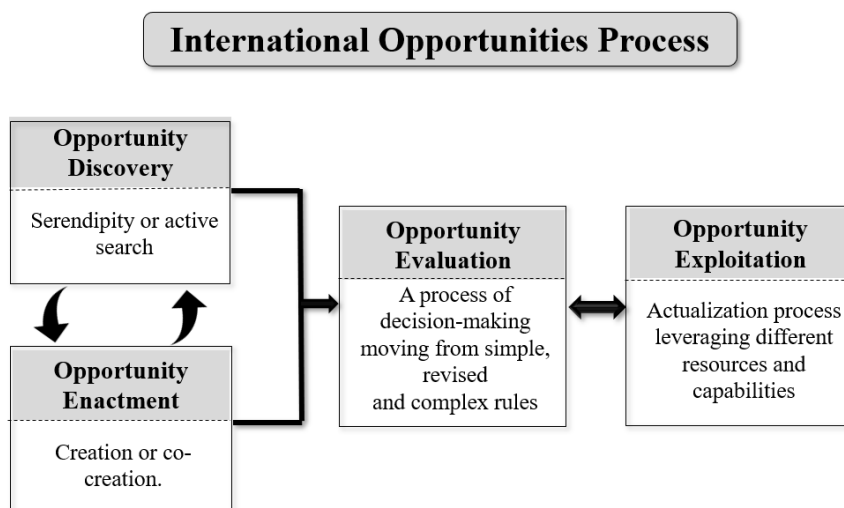 International Opportunities Process
Opportunity
Discovery
Serendipity or active
search
Opportunity
Enactment
Creation or co-
creation.
Opportunity
Evaluation
A process of
decision-making
moving from simple,
revised
and complex rules
Opportunity
Exploitation
Actualization process
leveraging different
resources and
capabilities